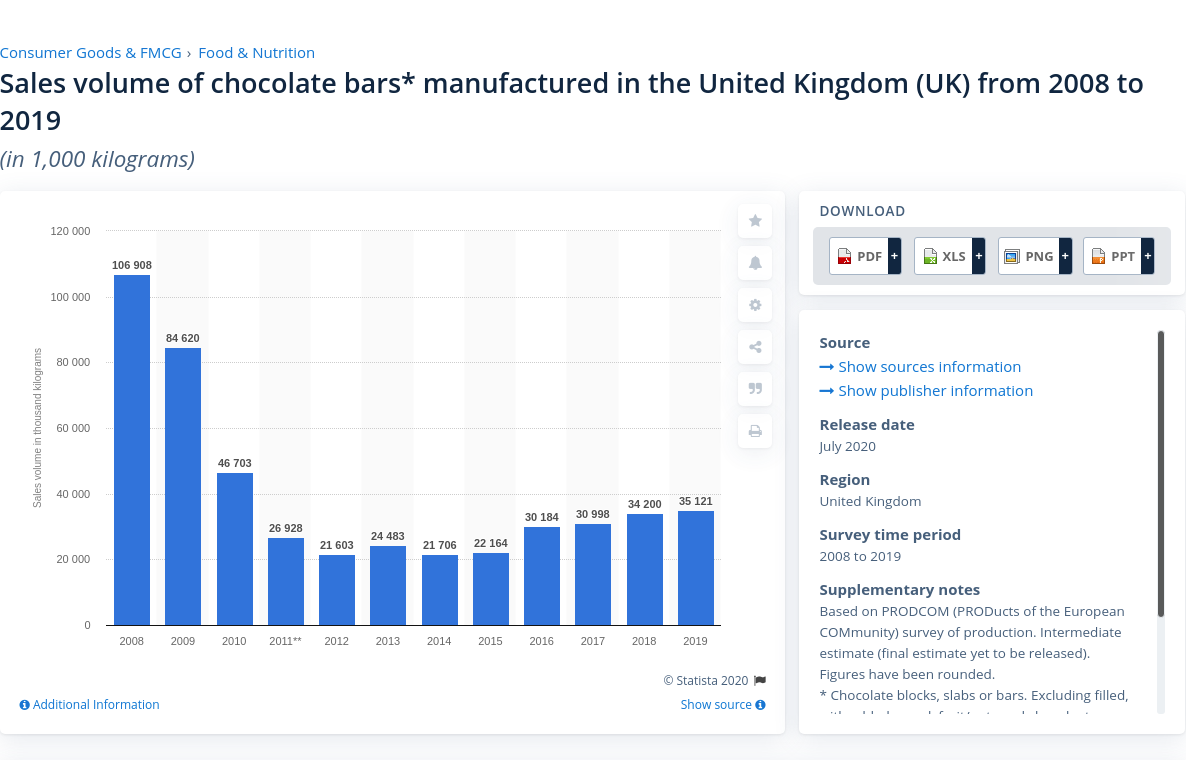 Consumer Goods & FMCG › Food & Nutrition
Sales volume of chocolate bars* manufactured in the United Kingdom (UK) from 2008 to
2019
(in 1,000 kilograms)
Sales volume in thousand kilograms
120 000
100 000
80 000
60 000
40 000
20 000
0
106 908
84 620
46 703
26 928
21 603
24 483
21 706
22 164
30 184
30 998
34 200
35 121
2008 2009 2010 2011** 2012 2013 2014 2015 2016 2017 2018 2019
© Statista 2020
Additional Information
Show source
DOWNLOAD
PDF + XLS + PNG + PPT +
Source
Show sources information
Show publisher information
Release date
July 2020
Region
United Kingdom
Survey time period
2008 to 2019
Supplementary notes
Based on PRODCOM (PRODucts of the European
COMmunity) survey of production. Intermediate
estimate (final estimate yet to be released).
Figures have been rounded.
* Chocolate blocks, slabs or bars. Excluding filled,